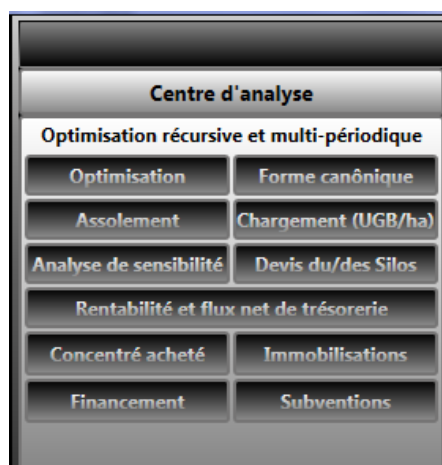 Centre d'analyse
Optimisation récursive et multi-périodique
Optimisation Forme canônique
Assolement Chargement (UGB/ha)
Analyse de sensibilité Devis du/des Silos
Rentabilité et flux net de trésorerie
Concentré acheté Immobilisations
Financement Subventions